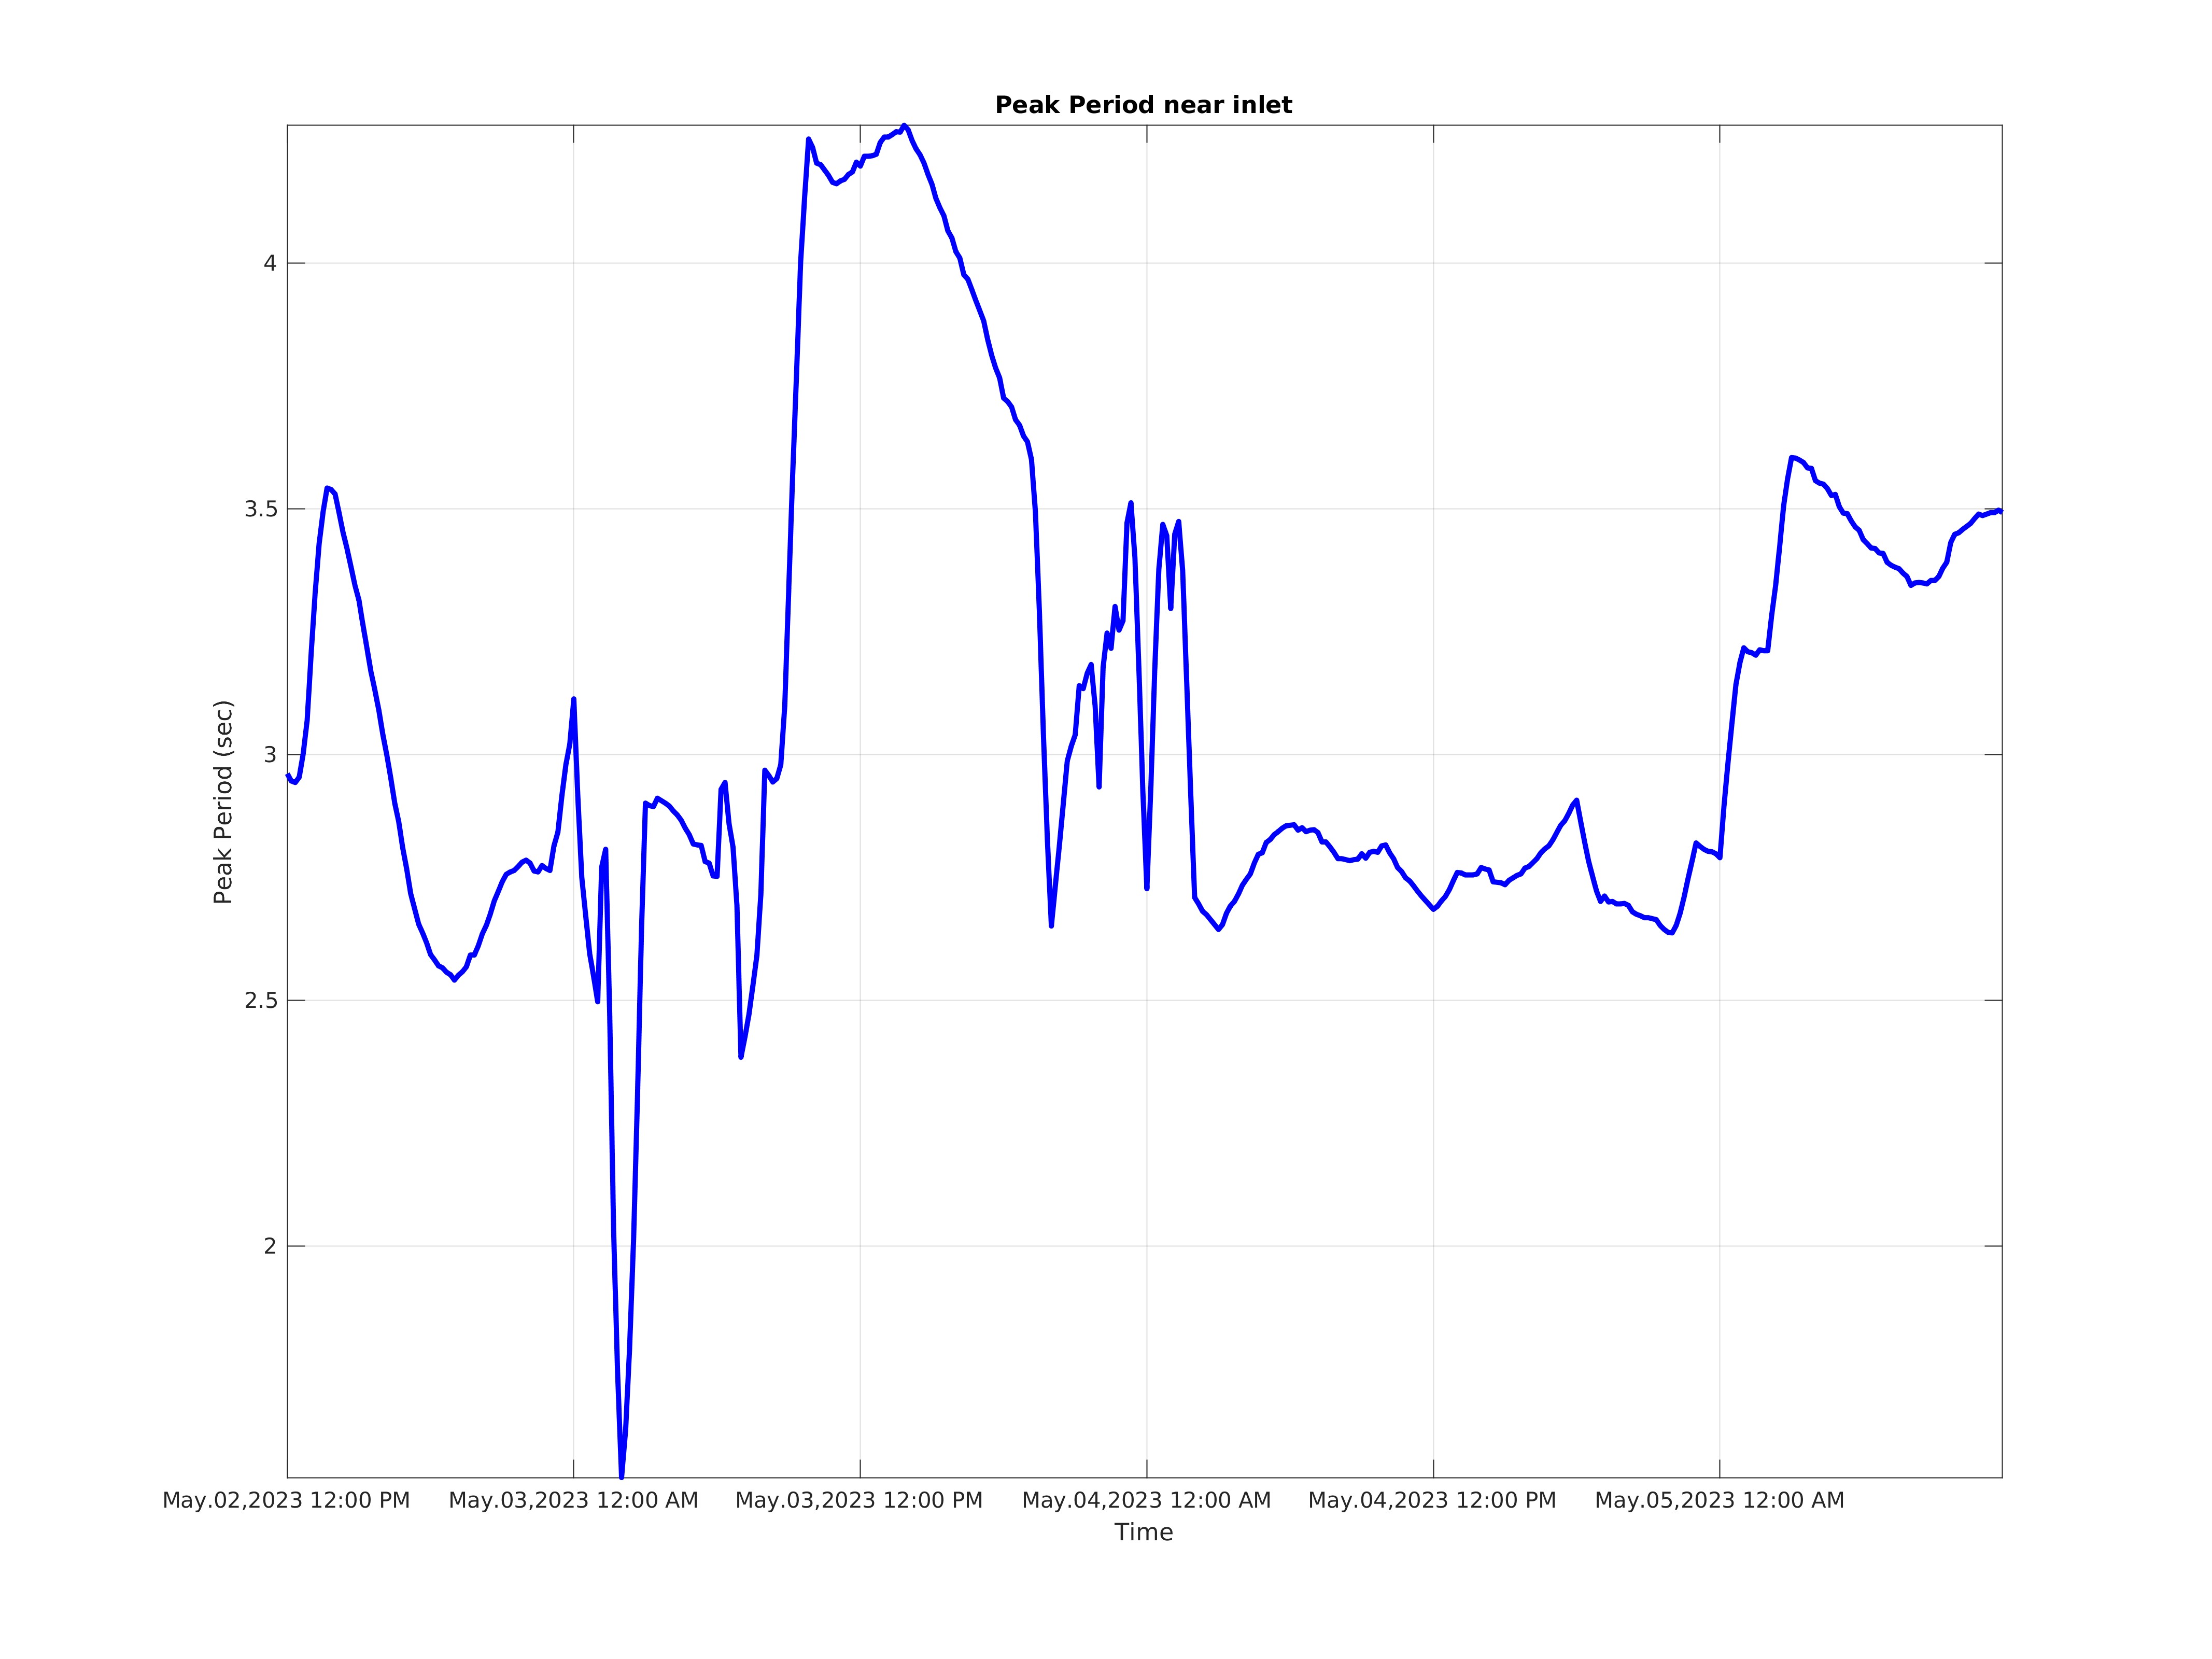 Peak Period near inlet
4
3.5
3
2.5
2
Peak Period (sec)
May.02,2023 12:00 PM
May.03,2023 12:00 AM
May.03,2023 12:00 PM
May.04,2023 12:00 AM
May.04,2023 12:00 PM
May.05,2023 12:00 AM
Time